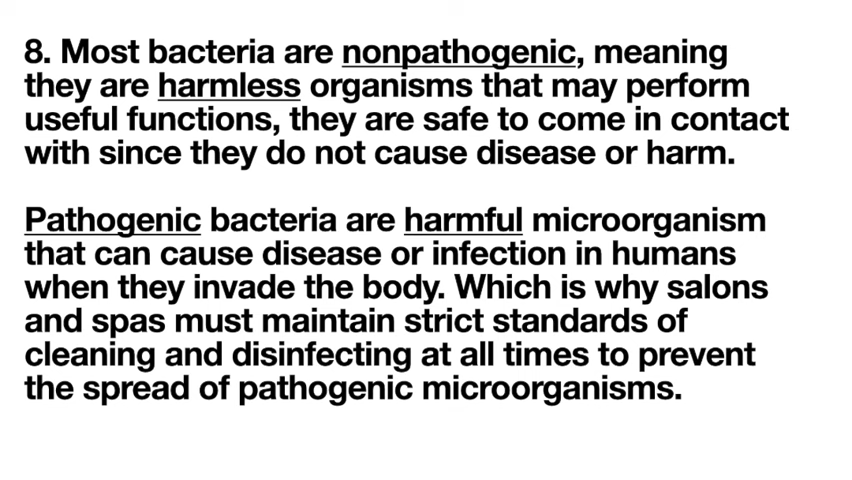 8. Most bacteria are nonpathogenic, meaning
they are harmless organisms that may perform
useful functions, they are safe to come in contact
with since they do not cause disease or harm.
Pathogenic bacteria are harmful microorganism
that can cause disease or infection in humans
when they invade the body. Which is why salons
and spas must maintain strict standards of
cleaning and disinfecting at all times to prevent
the spread of pathogenic microorganisms.